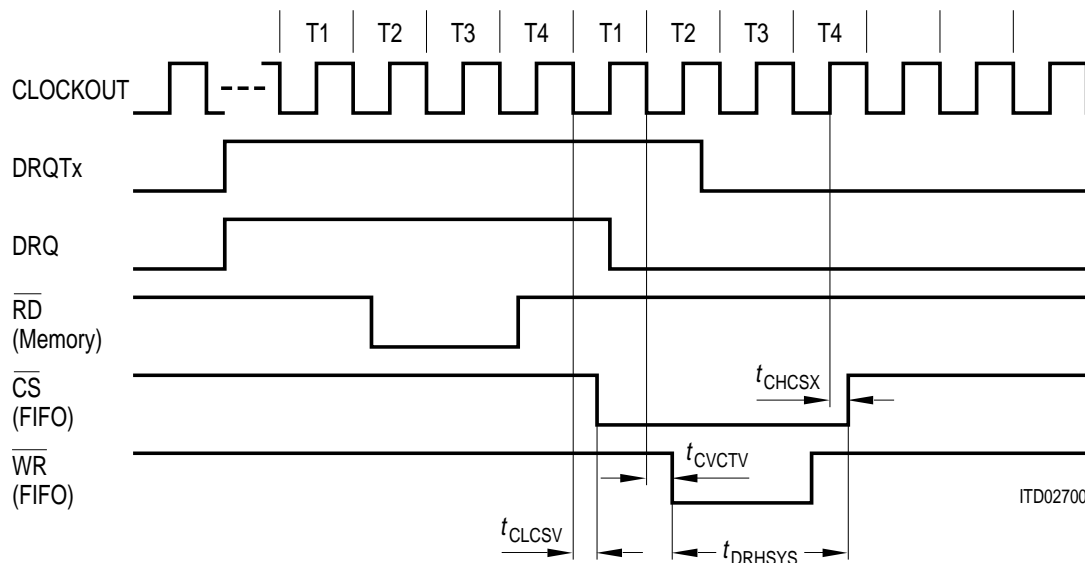 T1 T2 T3 T4 T1 T2 T3 T4
CLOCKOUT
DRQTx
DRQ
RD
(Memory)
CS
(FIFO)
tCHCSX
WR
(FIFO)
tCVCTV
ITD02700
tCLCSV
tDRHSYS